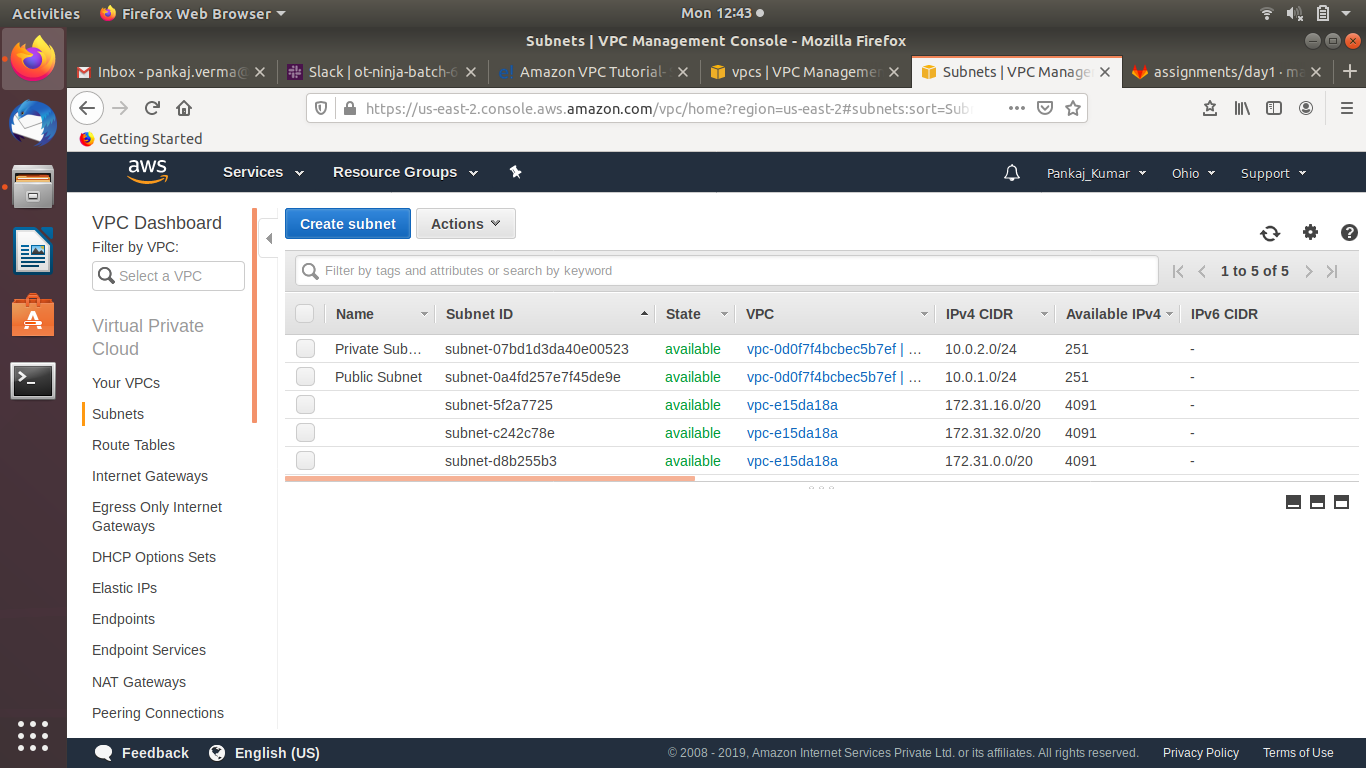 Activities Firefox Web Browser Mon 12:43
Subnets | VPC Management Console - Mozilla Firefox
Inbox - pankaj.verma@ Slack | ot-ninja-batch-6 Amazon VPC Tutorial- vpcs | VPC Managemen Subnets | VPC Manage assignments/day1 · ma
https://us-east-2.console.aws.amazon.com/vpc/home?region=us-east-2#subnets:sort=Sub
Getting Started
aws Services Resource Groups Pankaj_Kumar Ohio Support
VPC Dashboard
Filter by VPC:
Select a VPC
Virtual Private
Cloud
Your VPCs
Subnets
Route Tables
Internet Gateways
Egress Only Internet
Gateways
DHCP Options Sets
Elastic IPs
Endpoints
Endpoint Services
NAT Gateways
Peering Connections
Create subnet Actions
Filter by tags and attributes or search by keyword 1 to 5 of 5
Name Subnet ID State VPC IPv4 CIDR Available IPv4 IPv6 CIDR
Private Sub… subnet-07bd1d3da40e00523 available vpc-0d0f7f4bcbec5b7ef | … 10.0.2.0/24 251 -
Public Subnet subnet-0a4fd257e7f45de9e available vpc-0d0f7f4bcbec5b7ef | … 10.0.1.0/24 251 -
subnet-5f2a7725 available vpc-e15da18a 172.31.16.0/20 4091 -
subnet-c242c78e available vpc-e15da18a 172.31.32.0/20 4091 -
subnet-d8b255b3 available vpc-e15da18a 172.31.0.0/20 4091 -
Feedback English (US) © 2008 - 2019, Amazon Internet Services Private Ltd. or its affiliates. All rights reserved. Privacy Policy Terms of Use